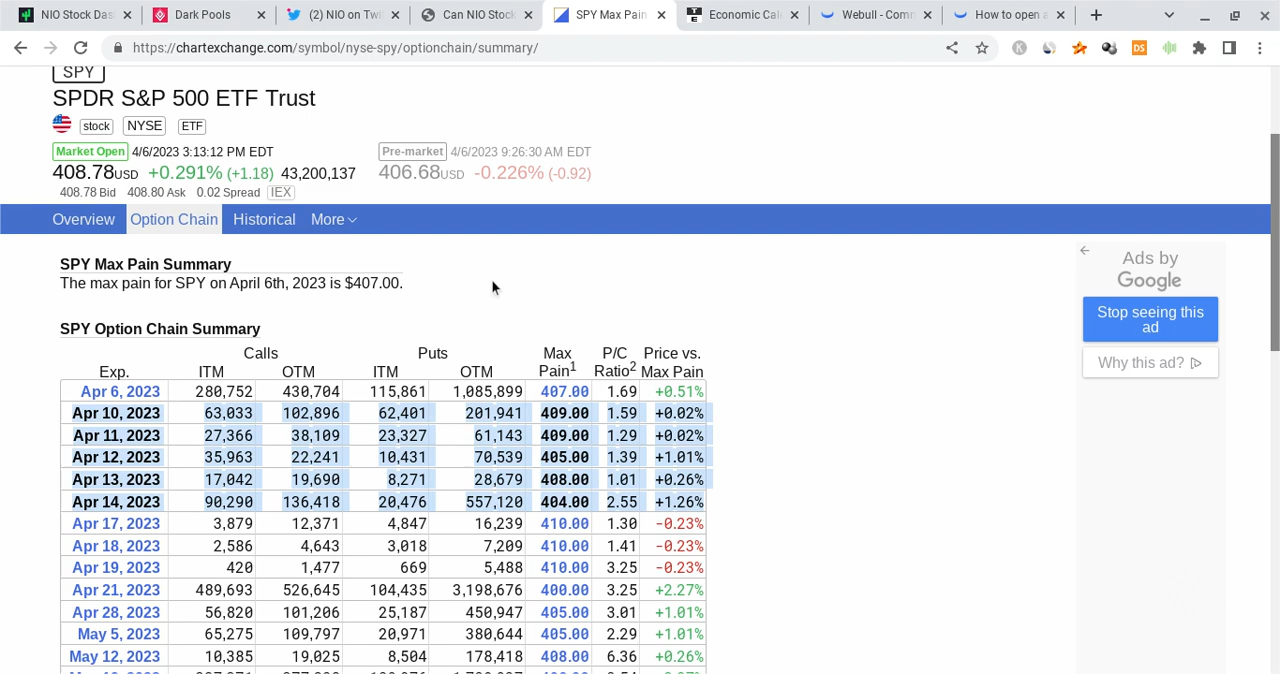 NIO Stock Das
Dark Pools
(2) NIO on Twi
Can NIO Stock
SPY Max Pain
Economic Cal
Webull - Comm
How to open a
https://chartexchange.com/symbol/nyse-spy/optionchain/summary/
SPY
SPDR S&P 500 ETF Trust
stock NYSE ETF
Market Open 4/6/2023 3:13:12 PM EDT Pre-market 4/6/2023 9:26:30 AM EDT
408.78USD +0.291% (+1.18) 43,200,137 406.68USD -0.226% (-0.92)
408.78 Bid 408.80 Ask 0.02 Spread IEX
Overview Option Chain Historical More
SPY Max Pain Summary
The max pain for SPY on April 6th, 2023 is $407.00.
Ads by
Google
Stop seeing this
ad
Why this ad?
SPY Option Chain Summary
Calls Puts Max P/C Price vs.
Exp. ITM OTM ITM OTM Pain1 Ratio2 Max Pain
Apr 6, 2023 280,752 430,704 115,861 1,085,899 407.00 1.69 +0.51%
Apr 10, 2023 63,033 102,896 62,401 201,941 409.00 1.59 +0.02%
Apr 11, 2023 27,366 38,109 23,327 61,143 409.00 1.29 +0.02%
Apr 12, 2023 35,963 22,241 10,431 70,539 405.00 1.39 +1.01%
Apr 13, 2023 17,042 19,690 8,271 28,679 408.00 1.01 +0.26%
Apr 14, 2023 90,290 136,418 20,476 557,120 404.00 2.55 +1.26%
Apr 17, 2023 3,879 12,371 4,847 16,239 410.00 1.30 -0.23%
Apr 18, 2023 2,586 4,643 3,018 7,209 410.00 1.41 -0.23%
Apr 19, 2023 420 1,477 669 5,488 410.00 3.25 -0.23%
Apr 21, 2023 489,693 526,645 104,435 3,198,676 400.00 3.25 +2.27%
Apr 28, 2023 56,820 101,206 25,187 450,947 405.00 3.01 +1.01%
May 5, 2023 65,275 109,797 20,971 380,644 405.00 2.29 +1.01%
May 12, 2023 10,385 19,025 8,504 178,418 408.00 6.36 +0.26%